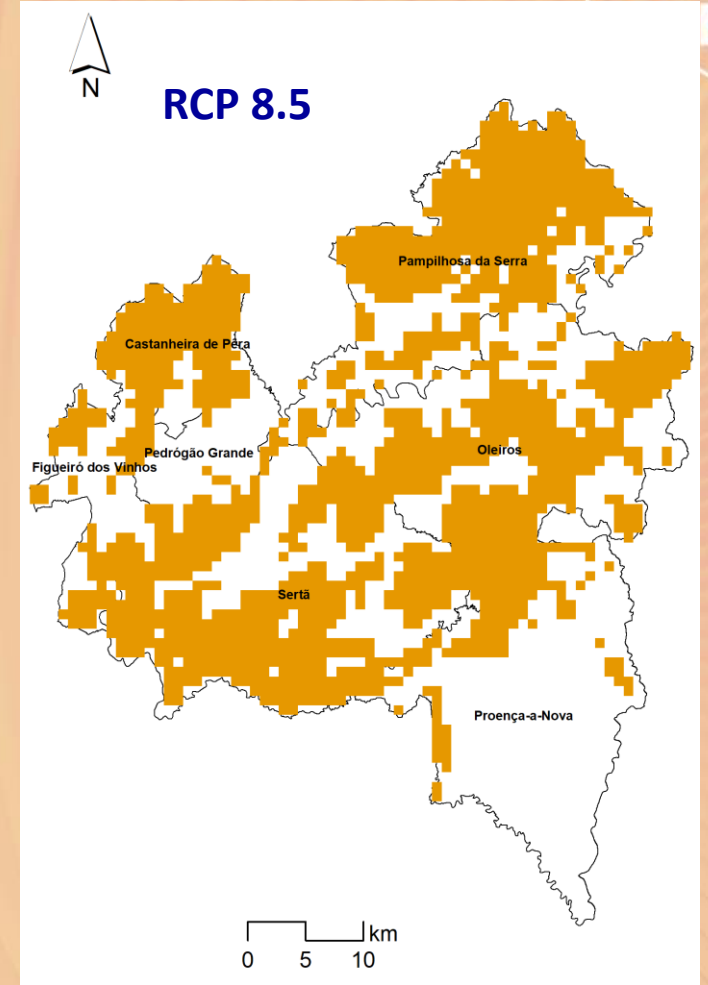 N
RCP 8.5
Pampilhosa da Serra
Castanheira de Pêra
Oleiros
Pedrógão Grande
Figueiró dos Vinhos
Sertã
Proença-a-Nova
km
0 5 10